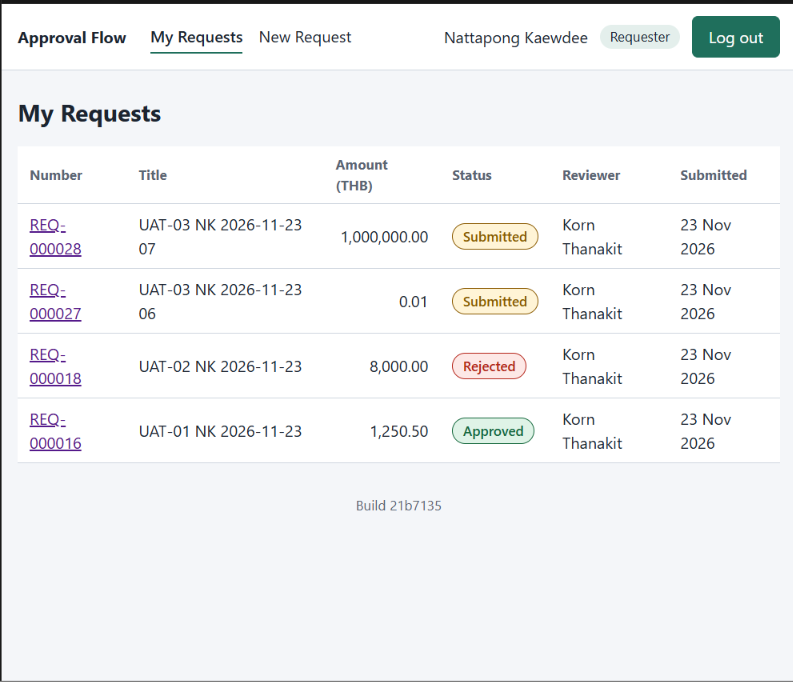 Approval Flow My Requests New Request Nattapong Kaewdee Requester Log out
My Requests
Number Title Amount (THB) Status Reviewer Submitted
REQ-000028 UAT-03 NK 2026-11-23 07 1,000,000.00 Submitted Korn Thanakit 23 Nov 2026
REQ-000027 UAT-03 NK 2026-11-23 06 0.01 Submitted Korn Thanakit 23 Nov 2026
REQ-000018 UAT-02 NK 2026-11-23 8,000.00 Rejected Korn Thanakit 23 Nov 2026
REQ-000016 UAT-01 NK 2026-11-23 1,250.50 Approved Korn Thanakit 23 Nov 2026
Build 21b7135